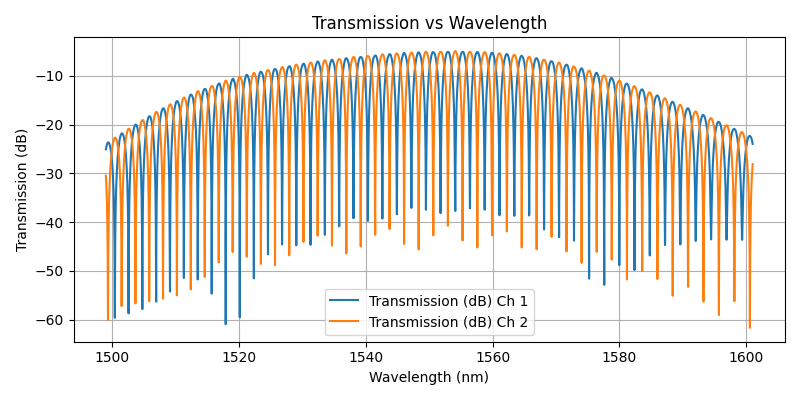 Transmission vs Wavelength
Transmission (dB)
−10
−20
−30
−40
−50
−60
Transmission (dB) Ch 1
Transmission (dB) Ch 2
1500
1520
1540
1560
1580
1600
Wavelength (nm)